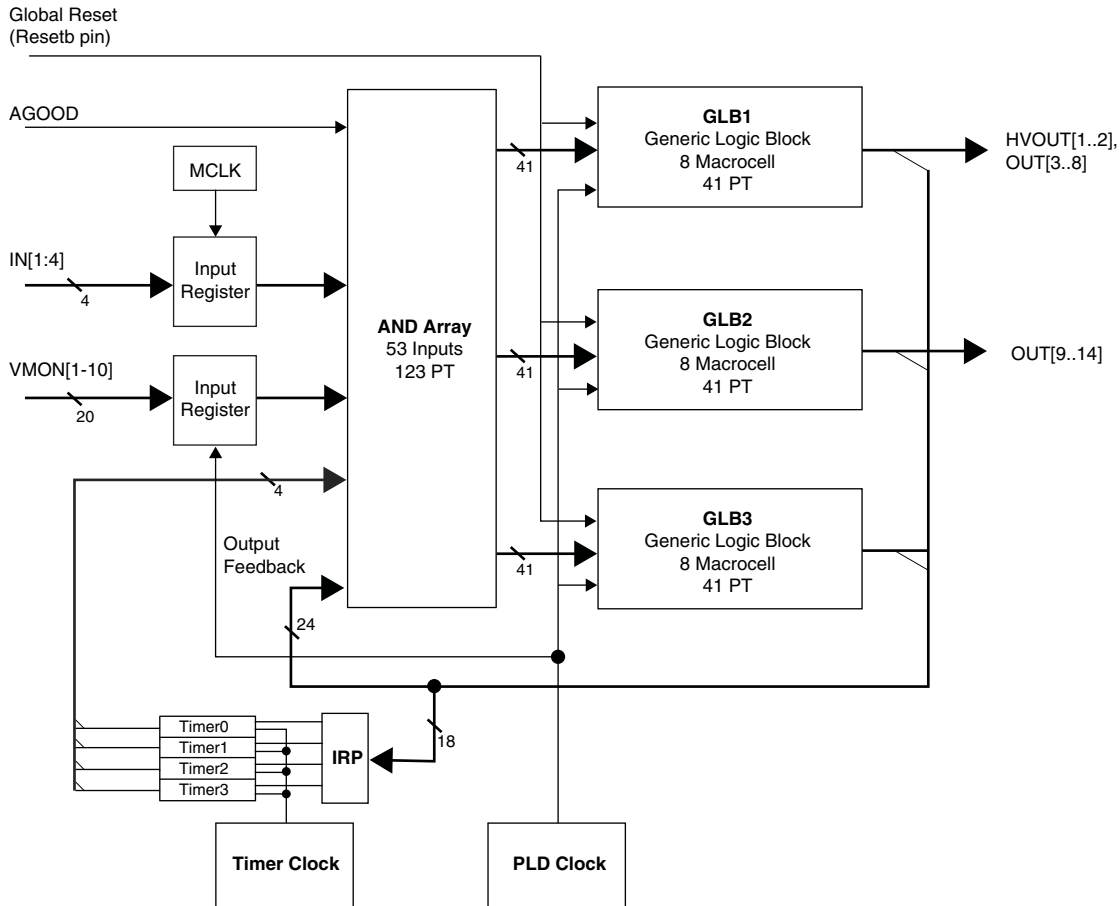 Global Reset
(Resetb pin)
AGOOD
MCLK
IN[1:4]
4
Input
Register
VMON[1-10]
20
Input
Register
AND Array
53 Inputs
123 PT
4
Output
Feedback
24
41
GLB1
Generic Logic Block
8 Macrocell
41 PT
HVOUT[1..2],
OUT[3..8]
41
GLB2
Generic Logic Block
8 Macrocell
41 PT
OUT[9..14]
41
GLB3
Generic Logic Block
8 Macrocell
41 PT
18
Timer0
Timer1
Timer2
Timer3
IRP
Timer Clock
PLD Clock